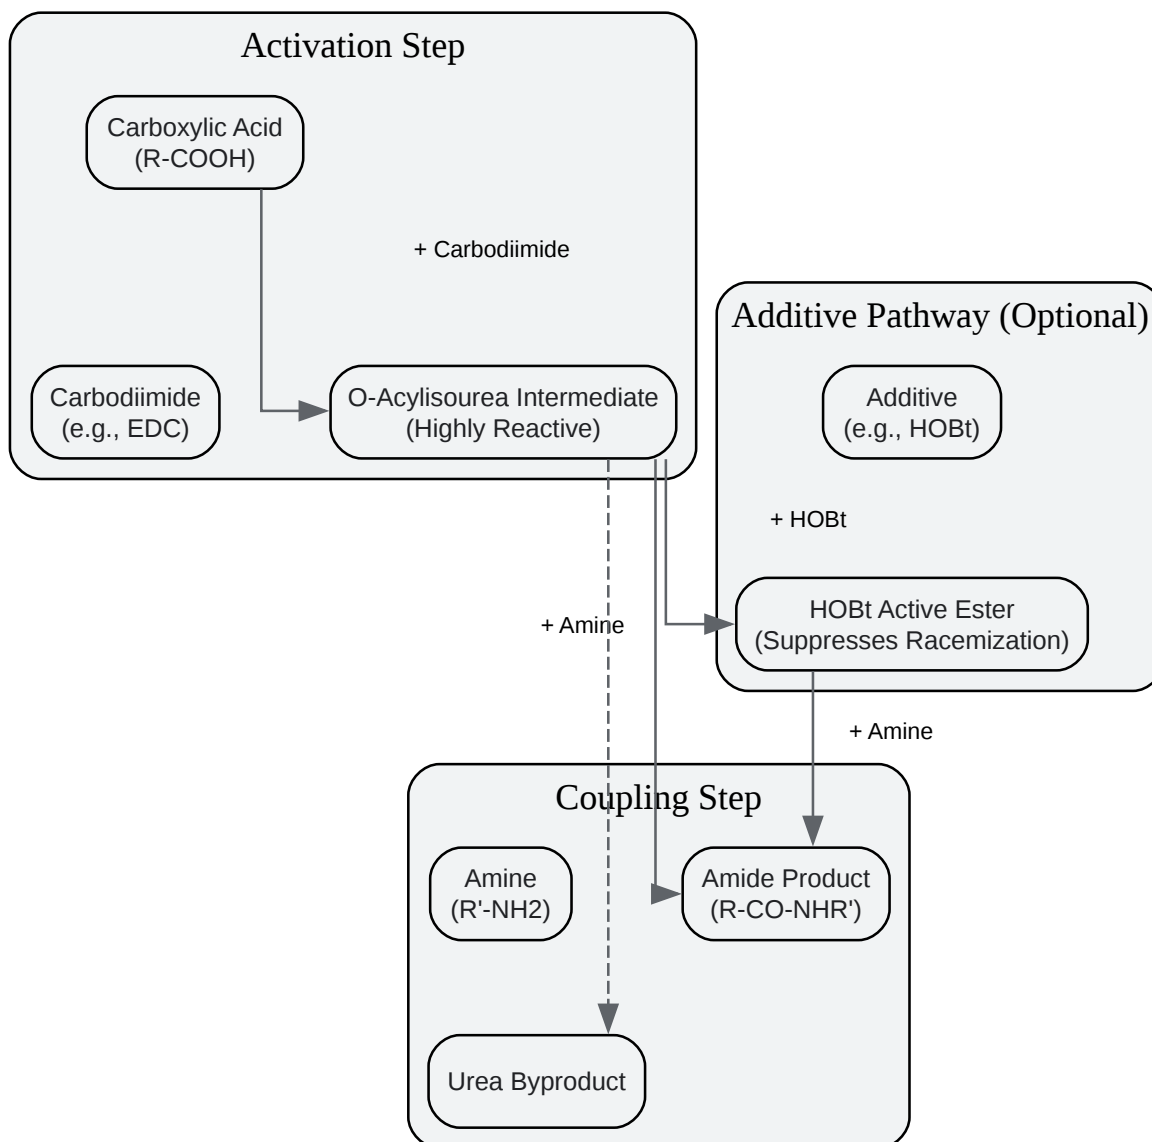 Activation Step
Carboxylic Acid
(R-COOH)
+ Carbodiimide
Carbodiimide
(e.g., EDC)
O-Acylisourea Intermediate
(Highly Reactive)
Additive Pathway (Optional)
Additive
(e.g., HOBt)
+ HOBt
HOBt Active Ester
(Suppresses Racemization)
+ Amine
+ Amine
Coupling Step
Amine
(R'-NH2)
Amide Product
(R-CO-NHR')
Urea Byproduct